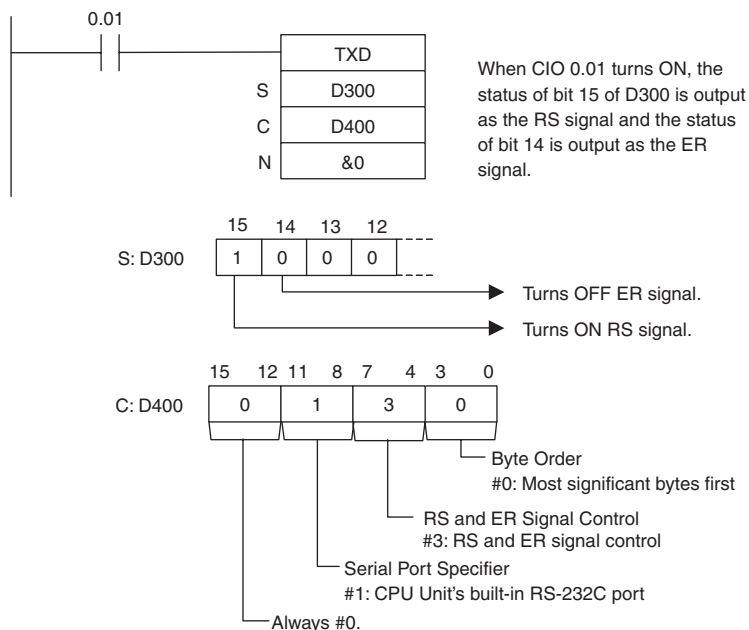 0.01
TXD
S D300
C D400
N &0
When CIO 0.01 turns ON, the
status of bit 15 of D300 is output
as the RS signal and the status
of bit 14 is output as the ER
signal.
15 14 13 12
S: D300 1 0 0 0
Turns OFF ER signal.
Turns ON RS signal.
15 12 11 8 7 4 3 0
C: D400 0 1 3 0
Byte Order
#0: Most significant bytes first
RS and ER Signal Control
#3: RS and ER signal control
Serial Port Specifier
#1: CPU Unit's built-in RS-232C port
Always #0.